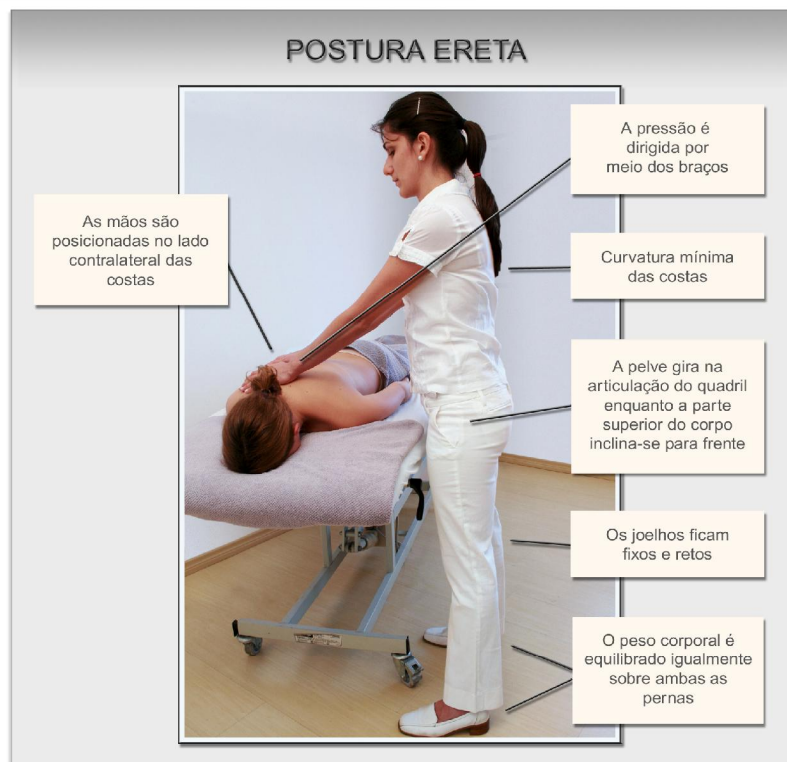 POSTURA ERETA
As mãos são
posicionadas no lado
contralateral das
costas
A pressão é
dirigida por
meio dos braços
Curvatura mínima
das costas
A pelve gira na
articulação do quadril
enquanto a parte
superior do corpo
inclina-se para frente
Os joelhos ficam
fixos e retos
O peso corporal é
equilibrado igualmente
sobre ambas as
pernas